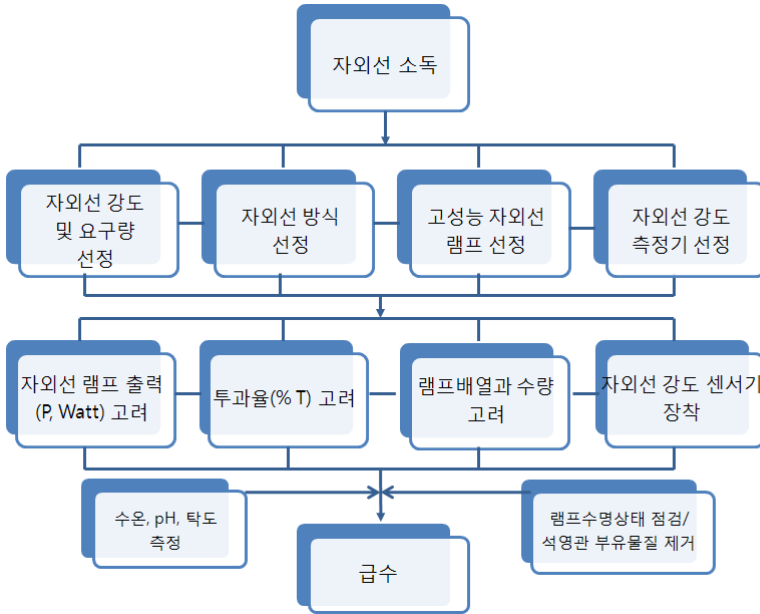 자외선 소독
자외선 강도
및 요구량
선정
자외선 방식
선정
고성능 자외선
램프 선정
자외선 강도
측정기 선정
자외선 램프 출력
(P, Watt) 고려
투과율(% T) 고려
램프배열과 수량
고려
자외선 강도 센서기
장착
수온, pH, 탁도
측정
램프수명상태 점검/
석영관 부유물질 제거
급수